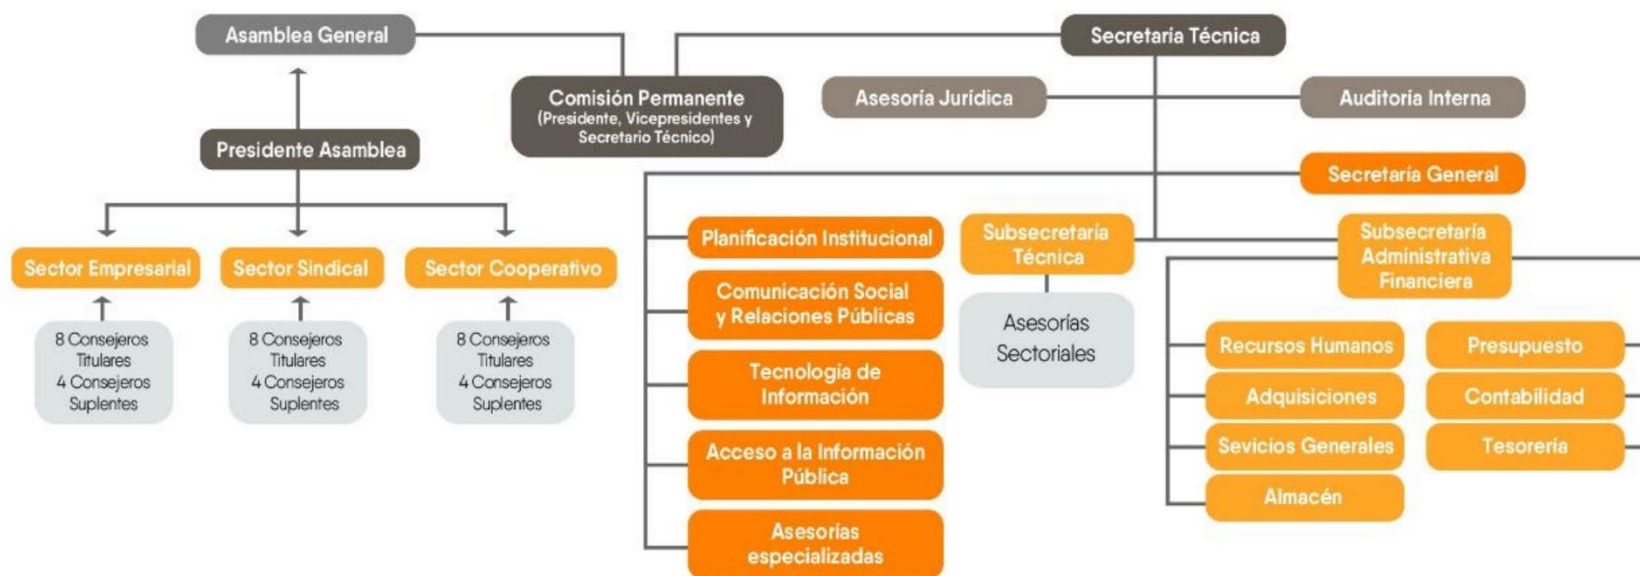 Asamblea General
Secretaría Técnica
Comisión Permanente
(Presidente, Vicepresidentes y
Secretario Técnico)
Asesoría Jurídica
Auditoria Interna
Presidente Asamblea
Secretaría General
Sector Empresarial
Sector Sindical
Sector Cooperativo
8 Consejeros
Titulares
4 Consejeros
Suplentes
8 Consejeros
Titulares
4 Consejeros
Suplentes
8 Consejeros
Titulares
4 Consejeros
Suplentes
Planificación Institucional
Comunicación Social
y Relaciones Públicas
Tecnología de
Información
Acceso a la Información
Pública
Asesorías
especializadas
Subsecretaría
Técnica
Asesorías
Sectoriales
Subsecretaría
Administrativa
Financiera
Recursos Humanos
Adquisiciones
Sevicios Generales
Almacén
Presupuesto
Contabilidad
Tesorería